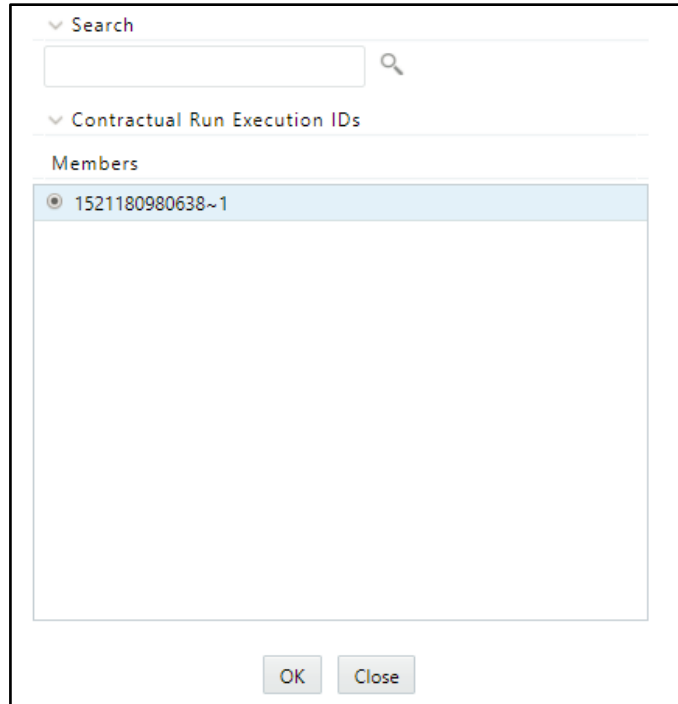 Search
Contractual Run Execution IDs
Members
1521180980638~1
OK Close